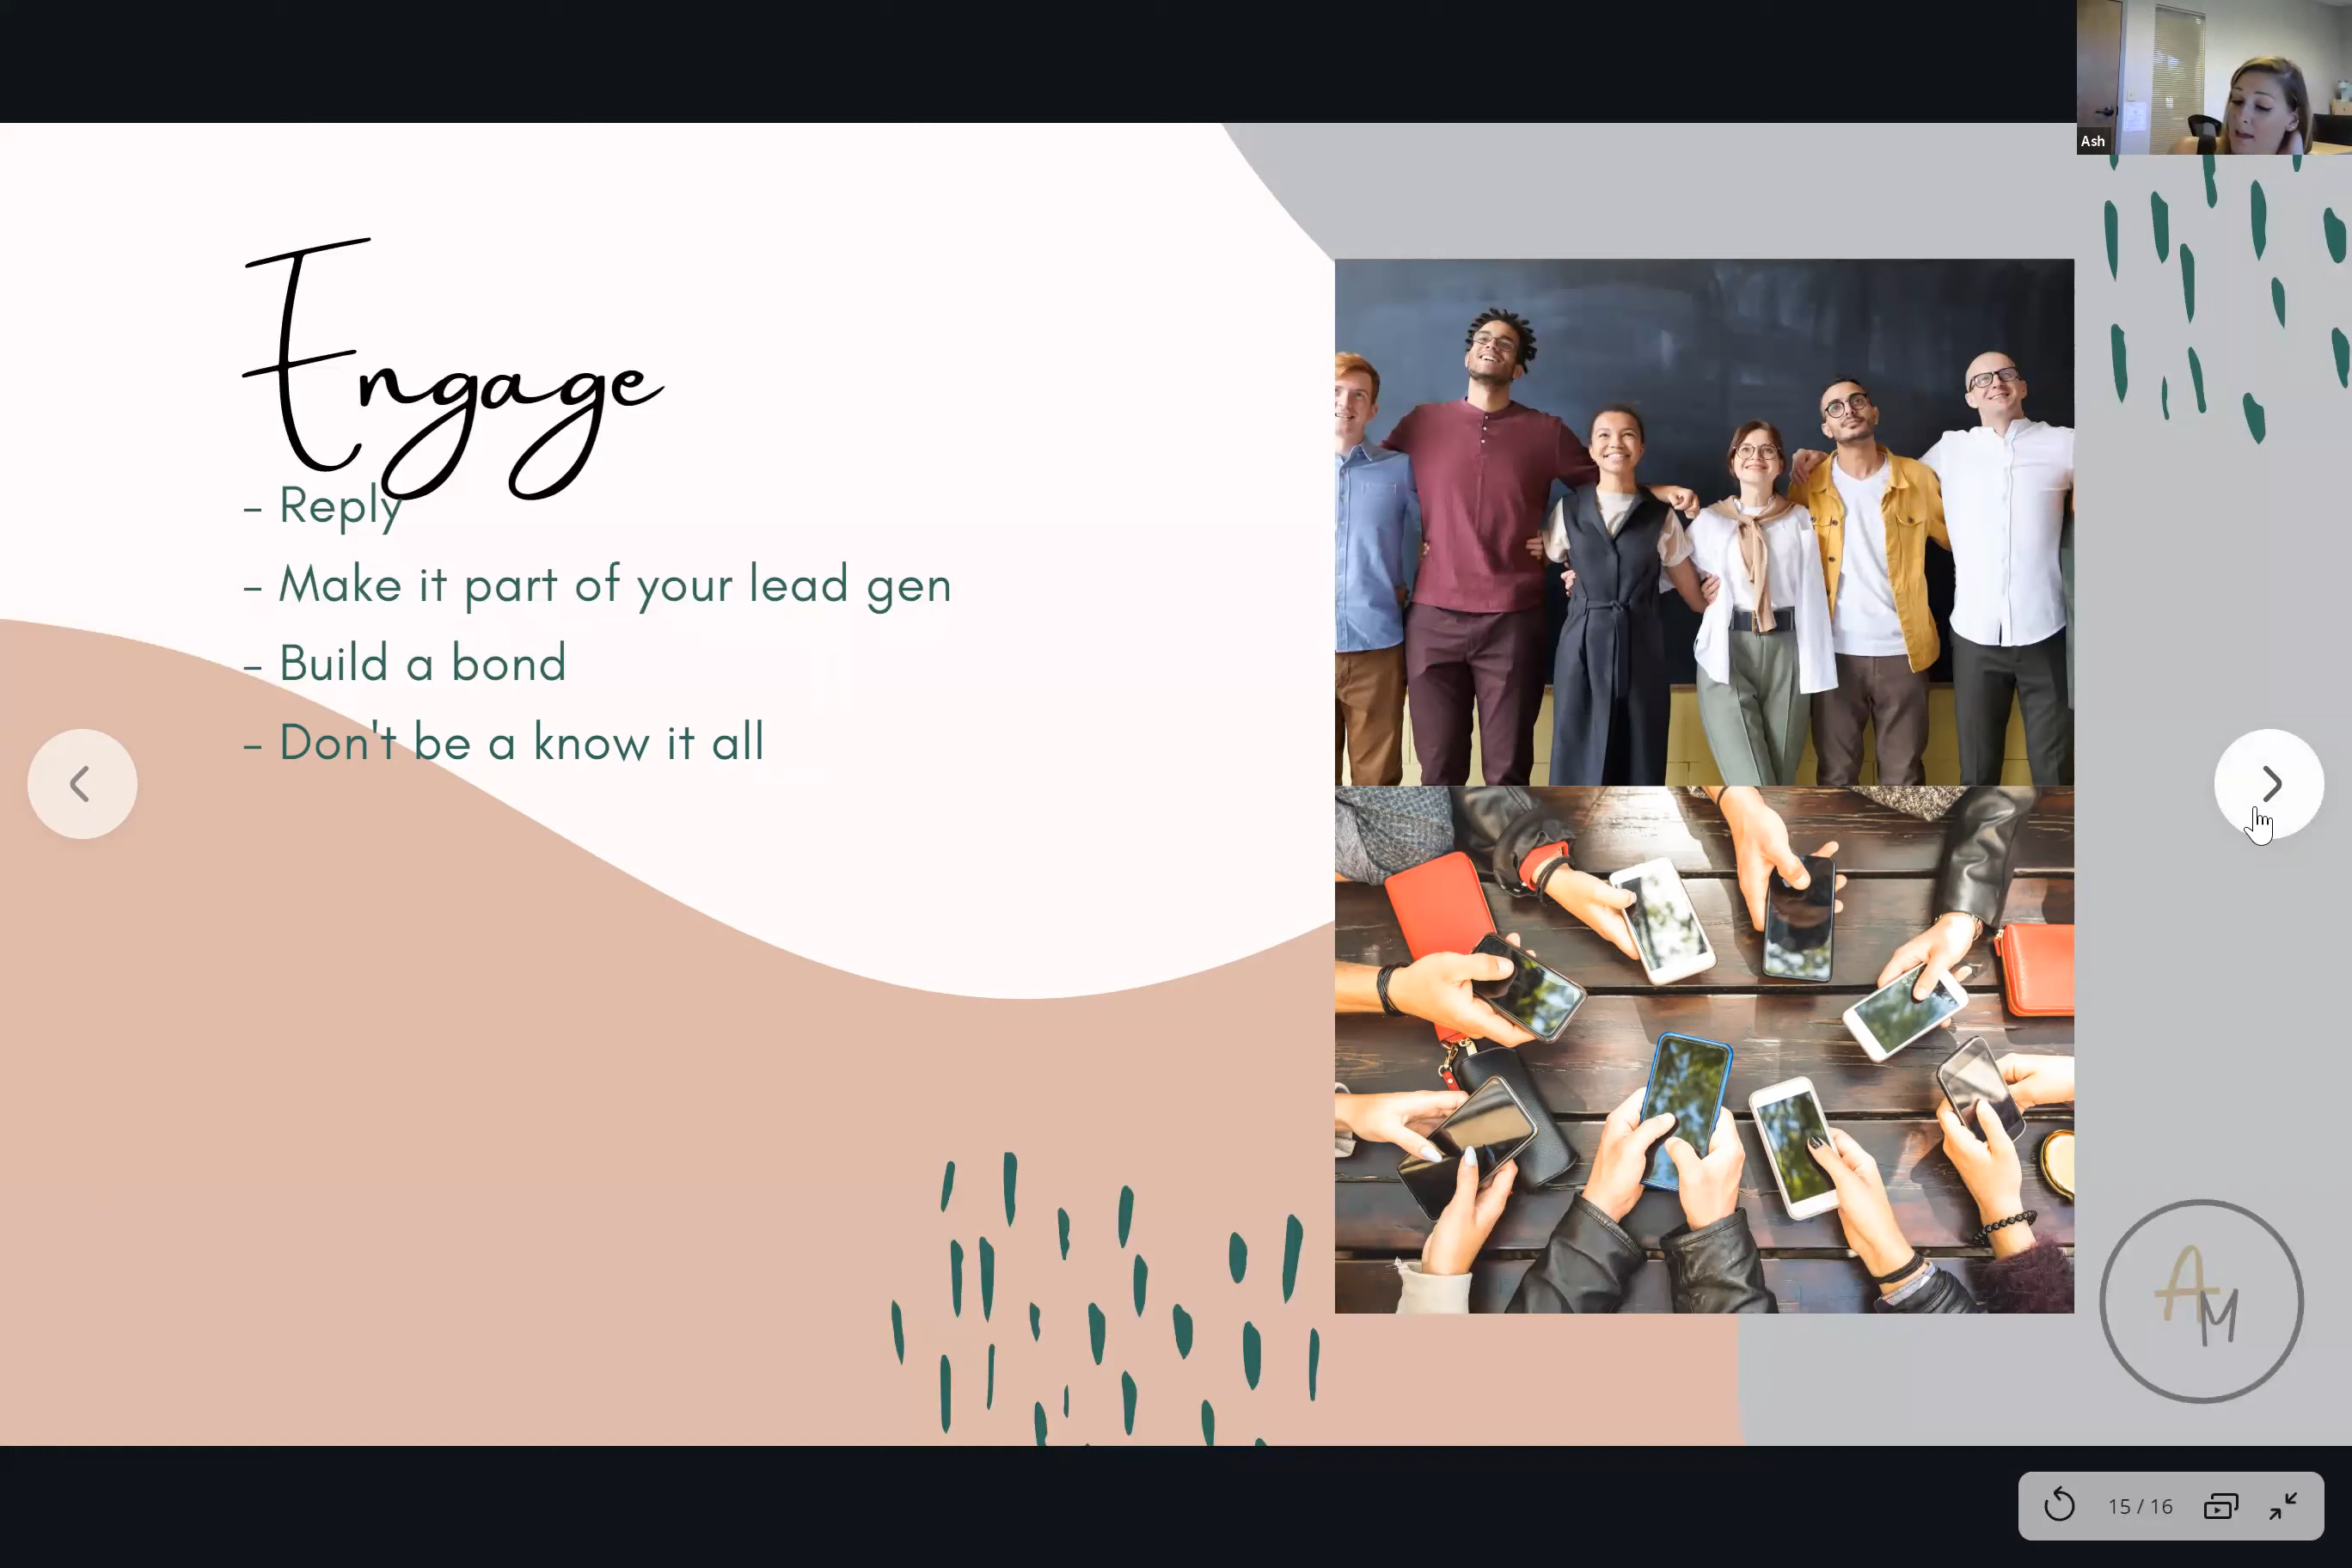 Ash
Engage
- Reply
- Make it part of your lead gen
- Build a bond
- Don't be a know it all
AM
15 / 16